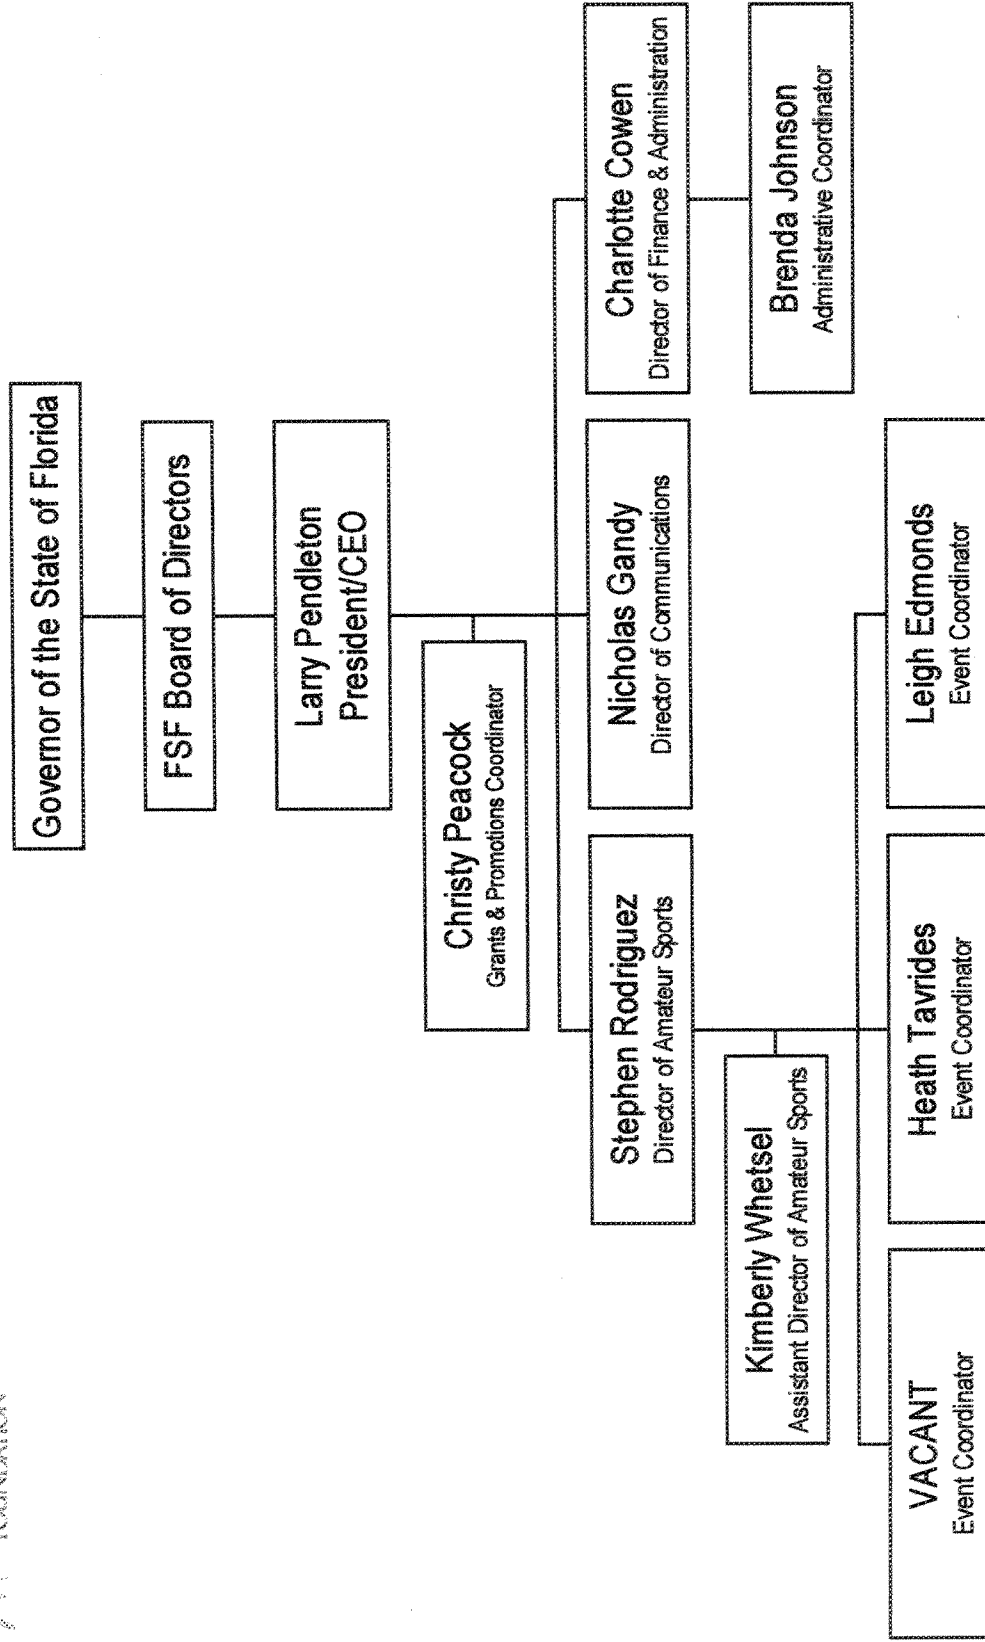 FOUNDATION
Governor of the State of Florida
FSF Board of Directors
Larry Pendleton
President/CEO
Christy Peacock
Grants & Promotions Coordinator
Stephen Rodriguez
Director of Amateur Sports
Nicholas Gandy
Director of Communications
Charlotte Cowen
Director of Finance & Administration
Kimberly Whetsel
Assistant Director of Amateur Sports
Brenda Johnson
Administrative Coordinator
VACANT
Event Coordinator
Heath Tavrides
Event Coordinator
Leigh Edmonds
Event Coordinator